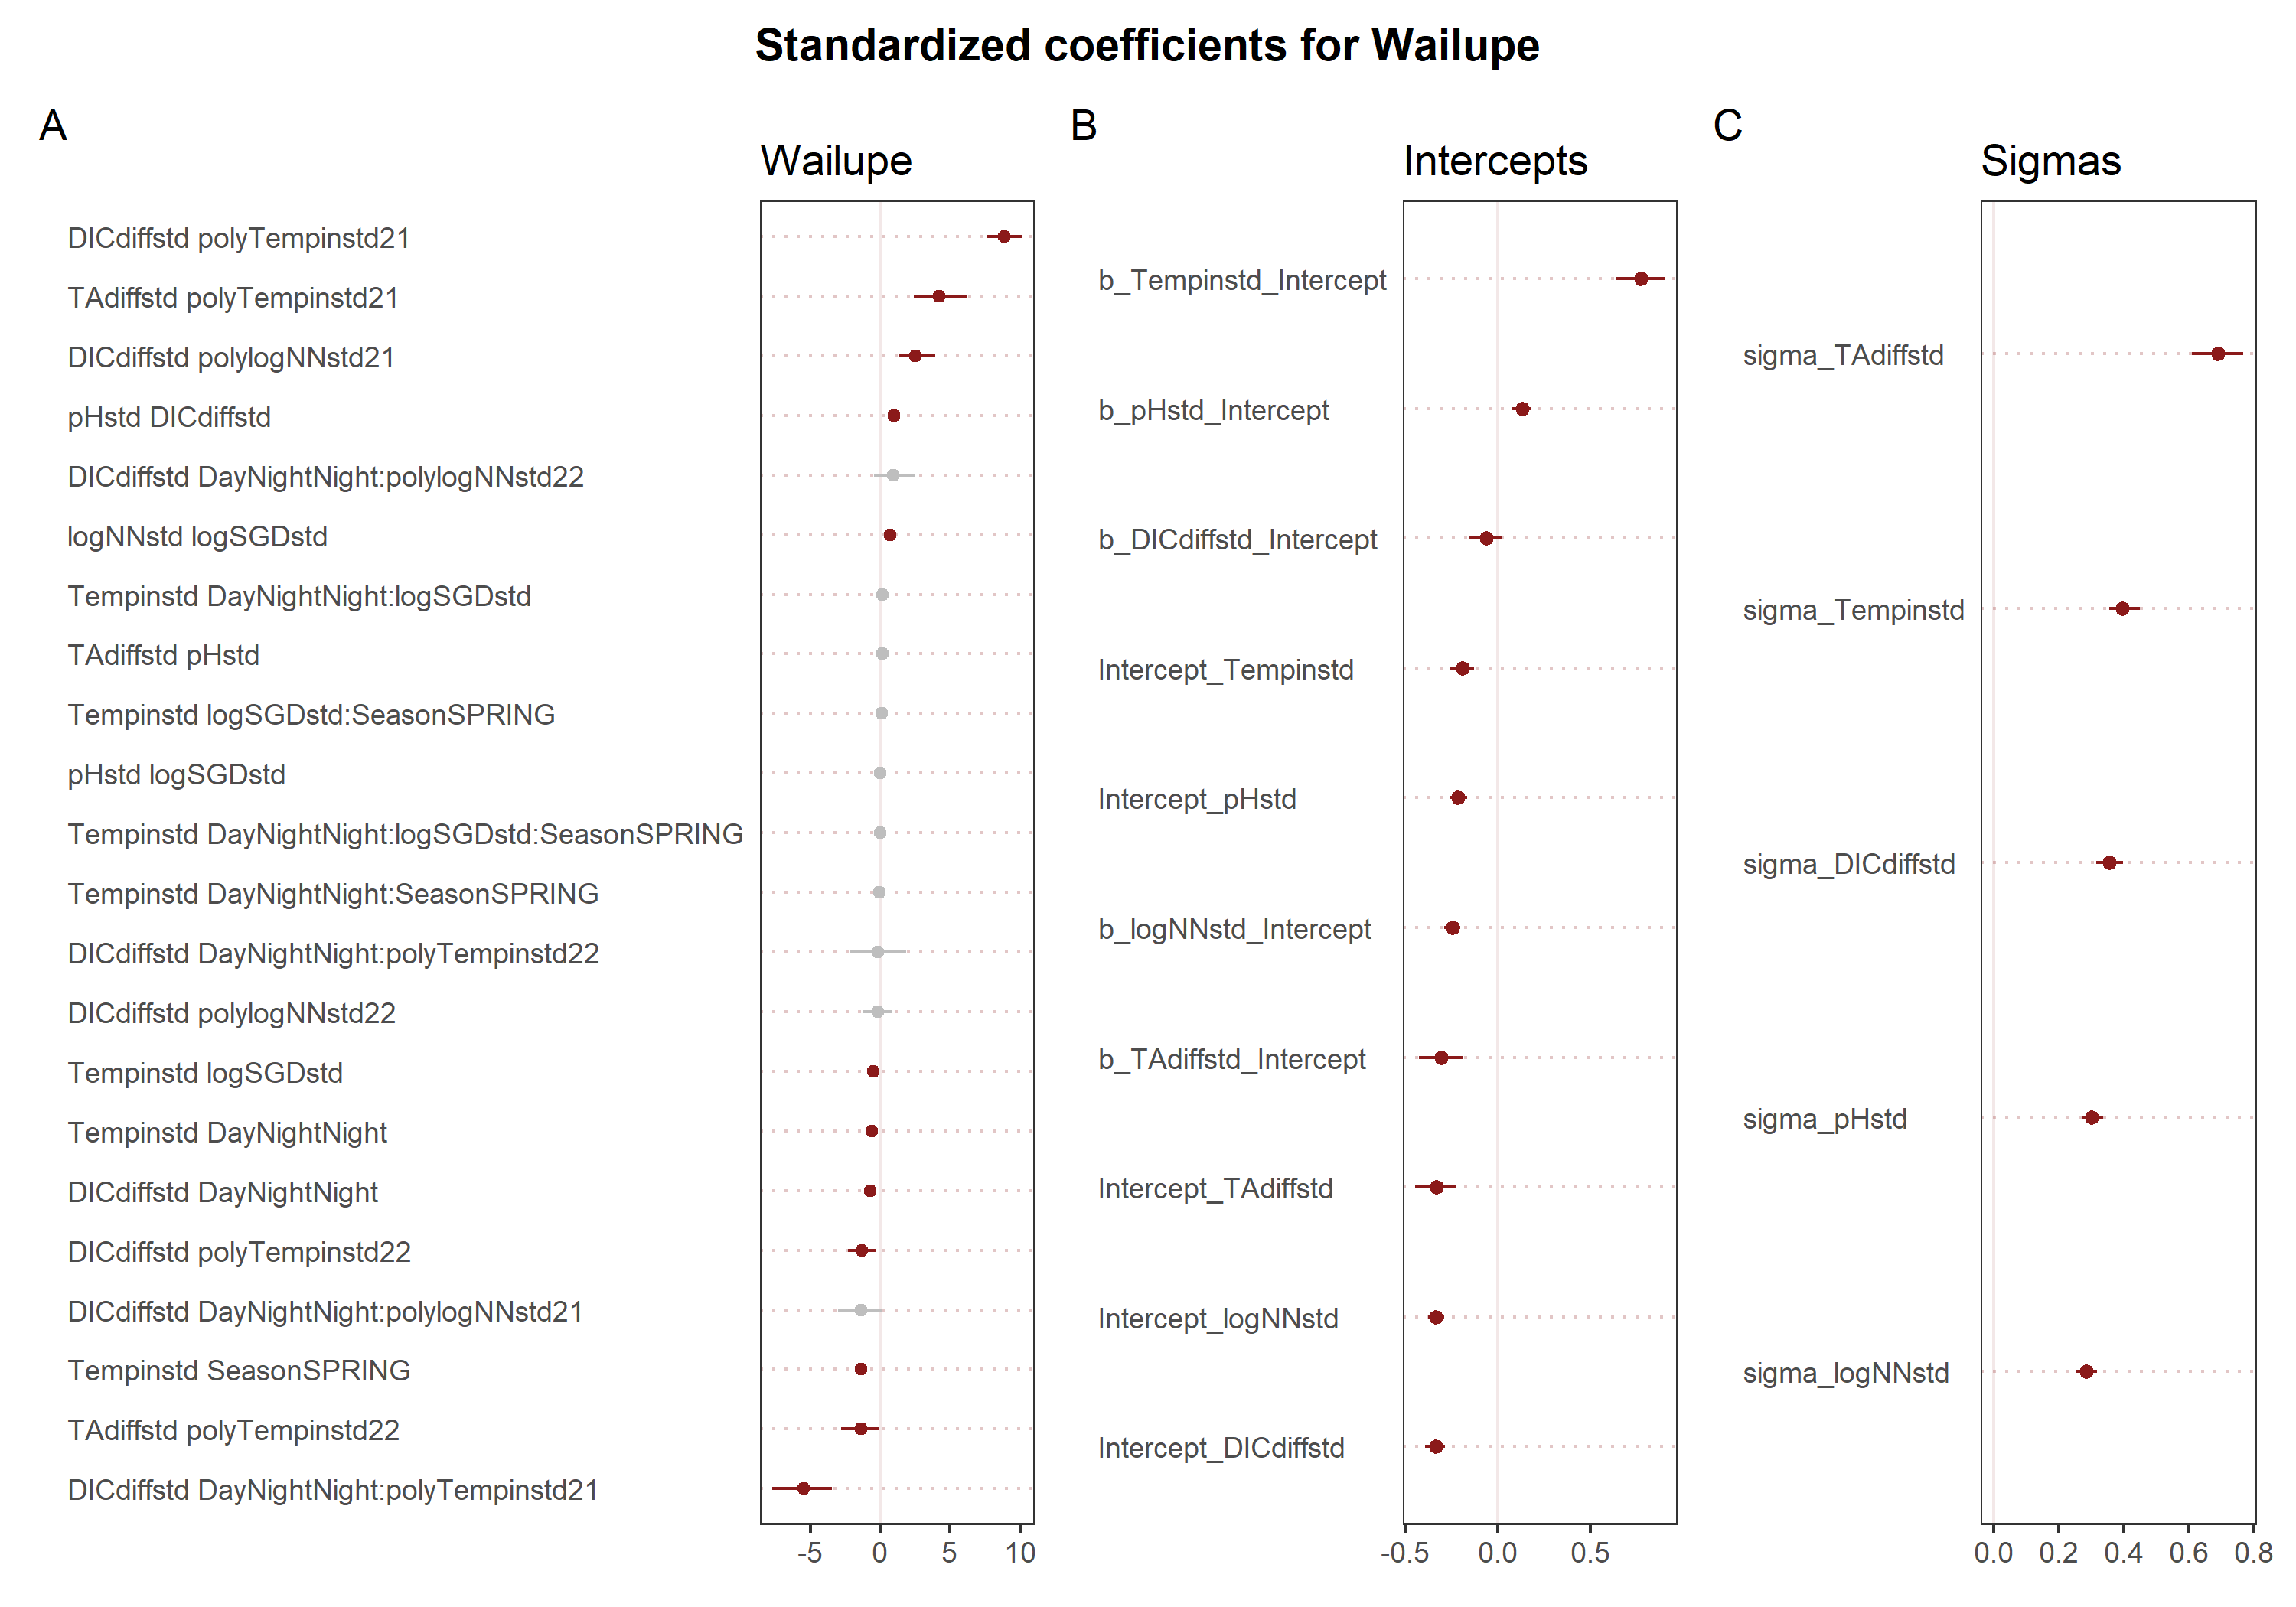 Standardized coefficients for Wailupe
A
Wailupe
DICdiffstd polyTempinstd21
TAdiffstd polyTempinstd21
DICdiffstd polylogNNstd21
pHstd DICdiffstd
DICdiffstd DayNightNight:polylogNNstd22
logNNstd logSGDstd
Tempinstd DayNightNight:logSGDstd
TAdiffstd pHstd
Tempinstd logSGDstd:SeasonSPRING
pHstd logSGDstd
Tempinstd DayNightNight:logSGDstd:SeasonSPRING
Tempinstd DayNightNight:SeasonSPRING
DICdiffstd DayNightNight:polyTempinstd22
DICdiffstd polylogNNstd22
Tempinstd logSGDstd
Tempinstd DayNightNight
DICdiffstd DayNightNight
DICdiffstd polyTempinstd22
DICdiffstd DayNightNight:polylogNNstd21
Tempinstd SeasonSPRING
TAdiffstd polyTempinstd22
DICdiffstd DayNightNight:polyTempinstd21
-5 0 5 10
B
Intercepts
b_Tempinstd_Intercept
b_pHstd_Intercept
b_DICdiffstd_Intercept
Intercept_Tempinstd
Intercept_pHstd
b_logNNstd_Intercept
b_TAdiffstd_Intercept
Intercept_TAdiffstd
Intercept_logNNstd
Intercept_DICdiffstd
-0.5 0.0 0.5
C
Sigmas
sigma_TAdiffstd
sigma_Tempinstd
sigma_DICdiffstd
sigma_pHstd
sigma_logNNstd
0.0 0.2 0.4 0.6 0.8